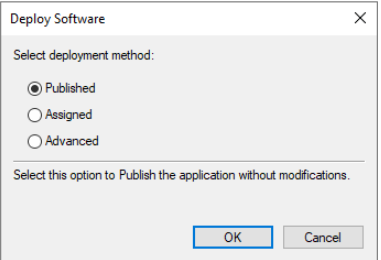 Deploy Software
Select deployment method:
Published
Assigned
Advanced
Select this option to Publish the application without modifications.
OK
Cancel